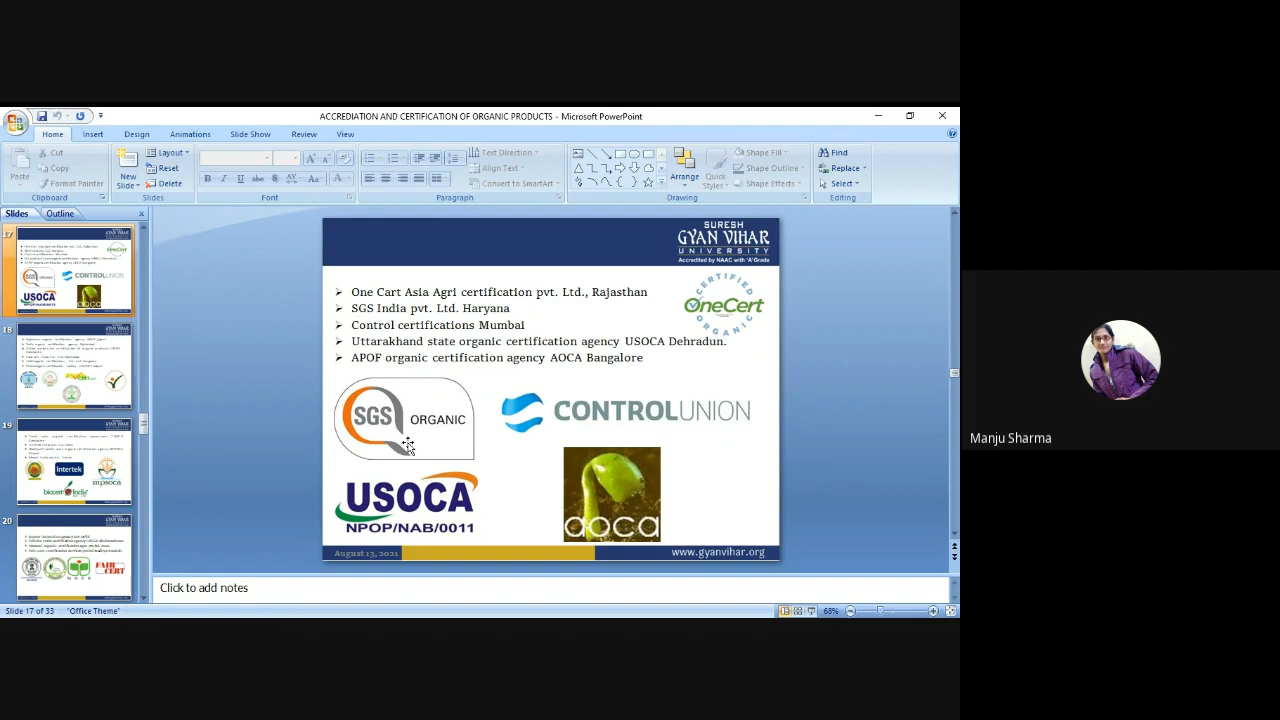 ACCREDIATION AND CERTIFICATION OF ORGANIC PRODUCTS - Microsoft PowerPoint
Home Insert Design Animations Slide Show Review View
Paste
Cut
Copy
Format Painter
Clipboard
New Slide
Layout
Reset
Delete
Slides
Font
Text Direction
Align Text
Convert to SmartArt
Paragraph
Arrange
Quick Styles
Shape Fill
Shape Outline
Shape Effects
Drawing
Find
Replace
Select
Editing
Slides Outline
17
18
19
20
SURESH
GYAN VIHAR
UNIVERSITY
Accredited by NAAC with 'A' Grade
One Cart Asia Agri certification pvt. Ltd., Rajasthan
SGS India pvt. Ltd. Haryana
Control certifications Mumbai
Uttarakhand state organic certification agency USOCA Dehradun.
APOF organic certification agency AOCA Bangalore
CERTIFIED
OneCert
ORGANIC
SGS ORGANIC
CONTROLUNION
USOCA
NPOP/NAB/0011
aoca
August 13, 2021
www.gyanvihar.org
Click to add notes
Slide 17 of 33 "Office Theme" 68%
Manju Sharma